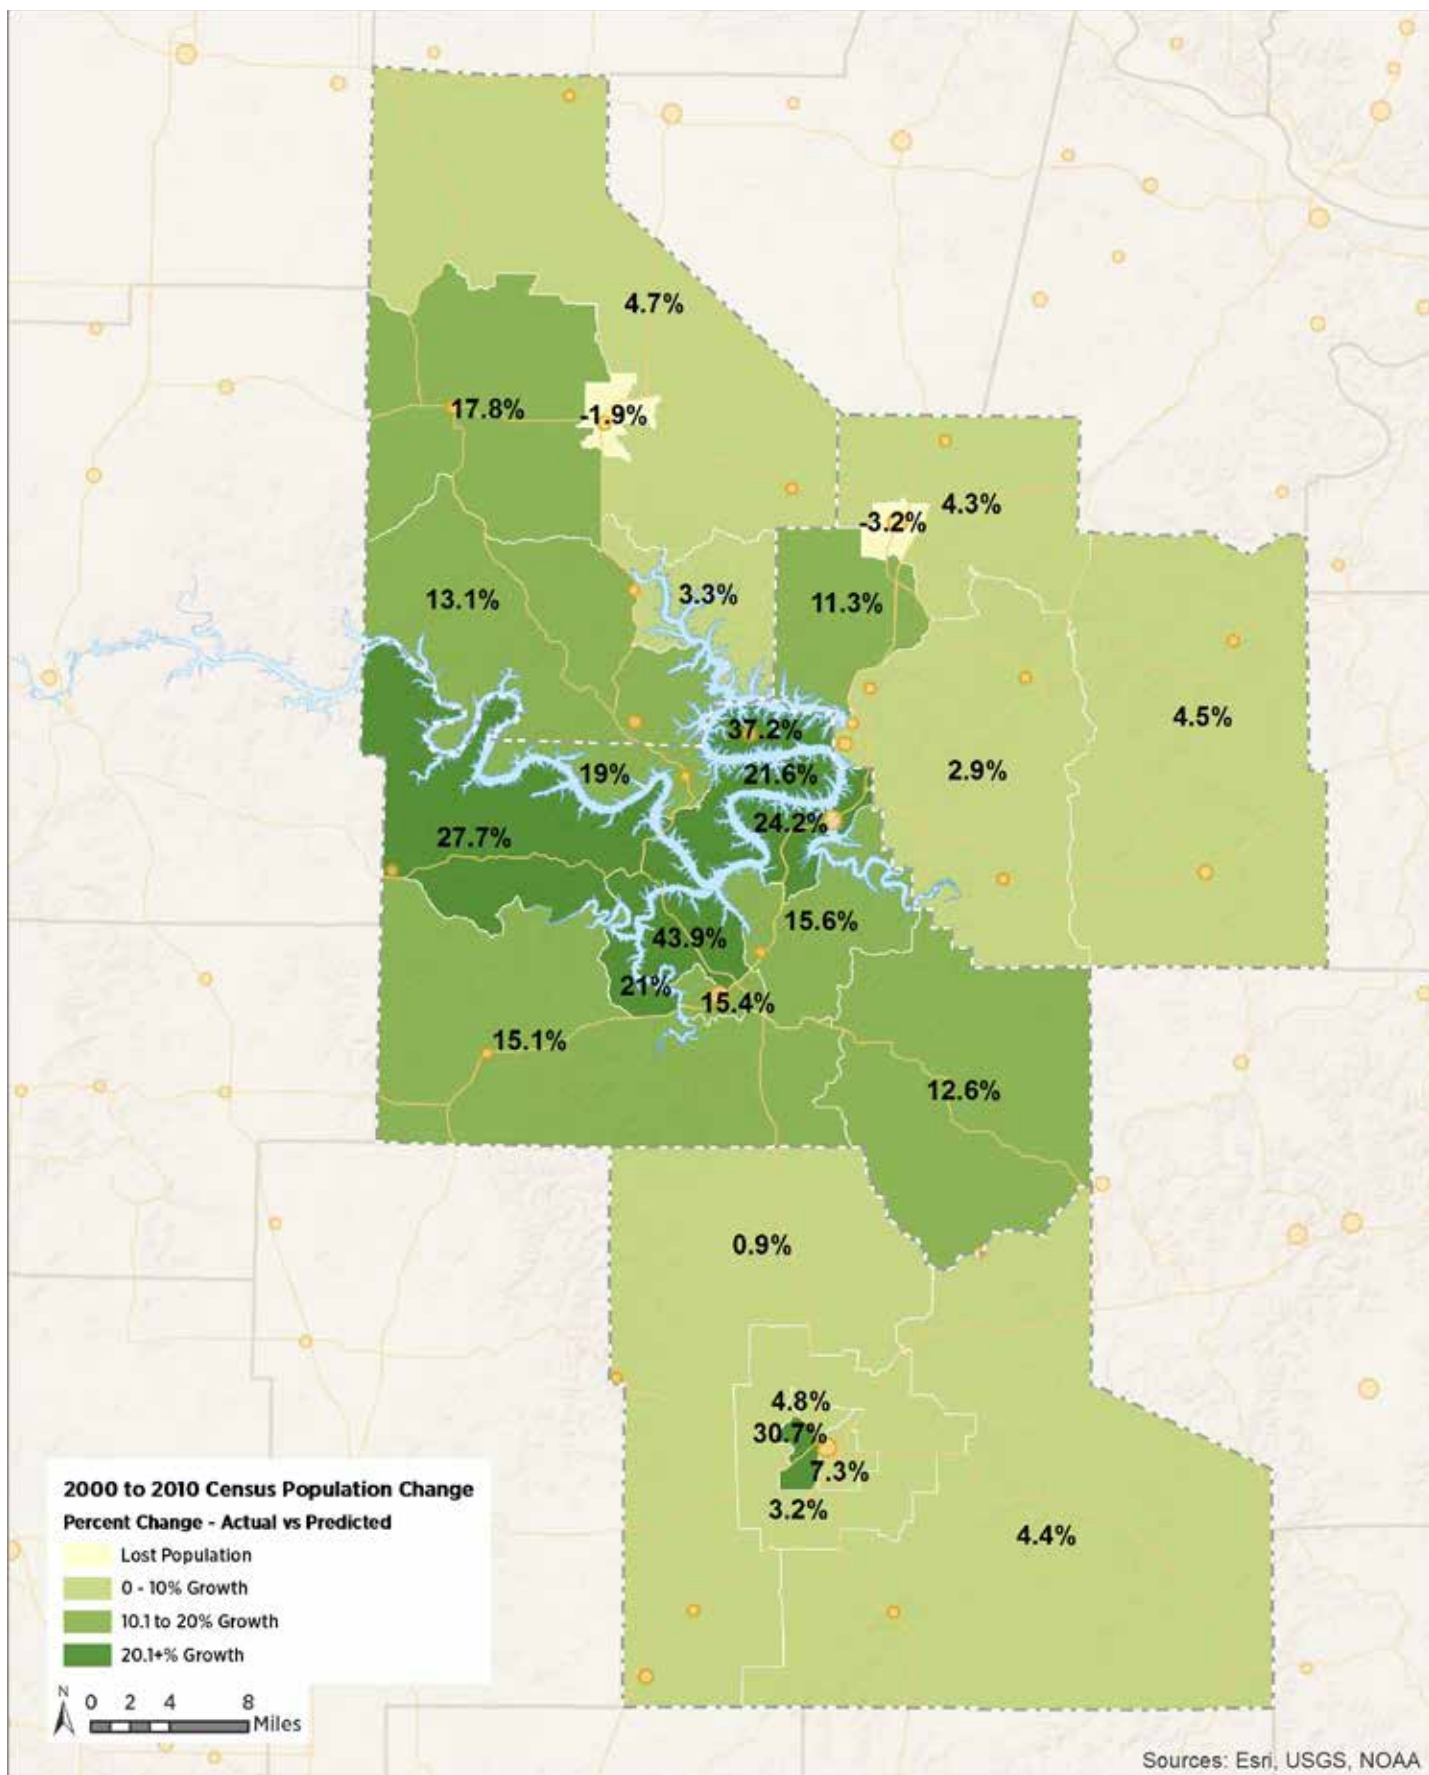 4.7%
17.8%
-1.9%
4.3%
-3.2%
13.1%
3.3%
11.3%
4.5%
37.2%
19%
21.6%
2.9%
24.2%
27.7%
15.6%
43.9%
21%
15.4%
15.1%
12.6%
0.9%
4.8%
30.7%
7.3%
3.2%
4.4%
2000 to 2010 Census Population Change
Percent Change - Actual vs Predicted
Lost Population
0 - 10% Growth
10.1 to 20% Growth
20.1+% Growth
N
0 2 4 8
Miles
Sources: Esri, USGS, NOAA